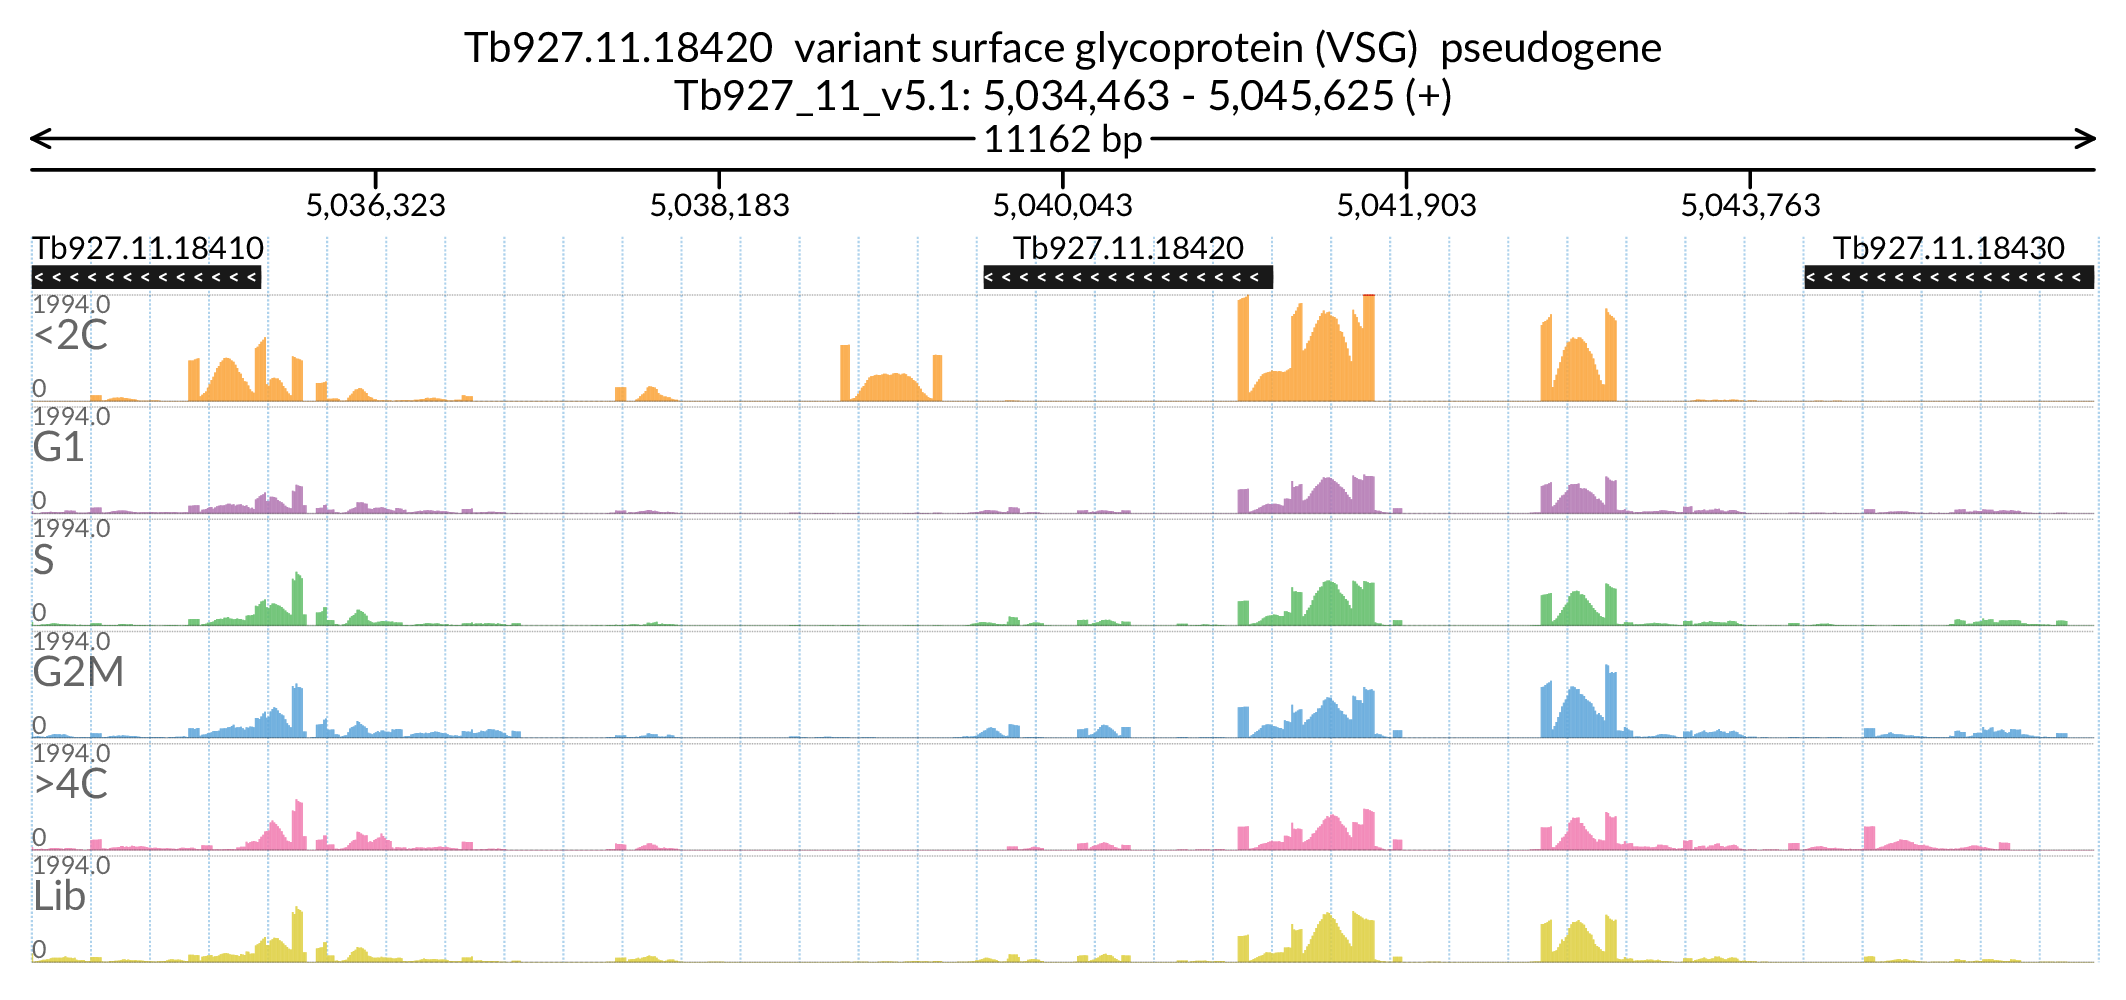 Tb927.11.18420  variant surface glycoprotein (VSG)  pseudogene
Tb927_11_v5.1: 5,034,463 - 5,045,625 (+)
11162 bp
5,036,323 5,038,183 5,040,043 5,041,903 5,043,763
Tb927.11.18410 Tb927.11.18420 Tb927.11.18430
1994.0
<2C
0
1994.0
G1
0
1994.0
S
0
1994.0
G2M
0
1994.0
>4C
0
1994.0
Lib
0